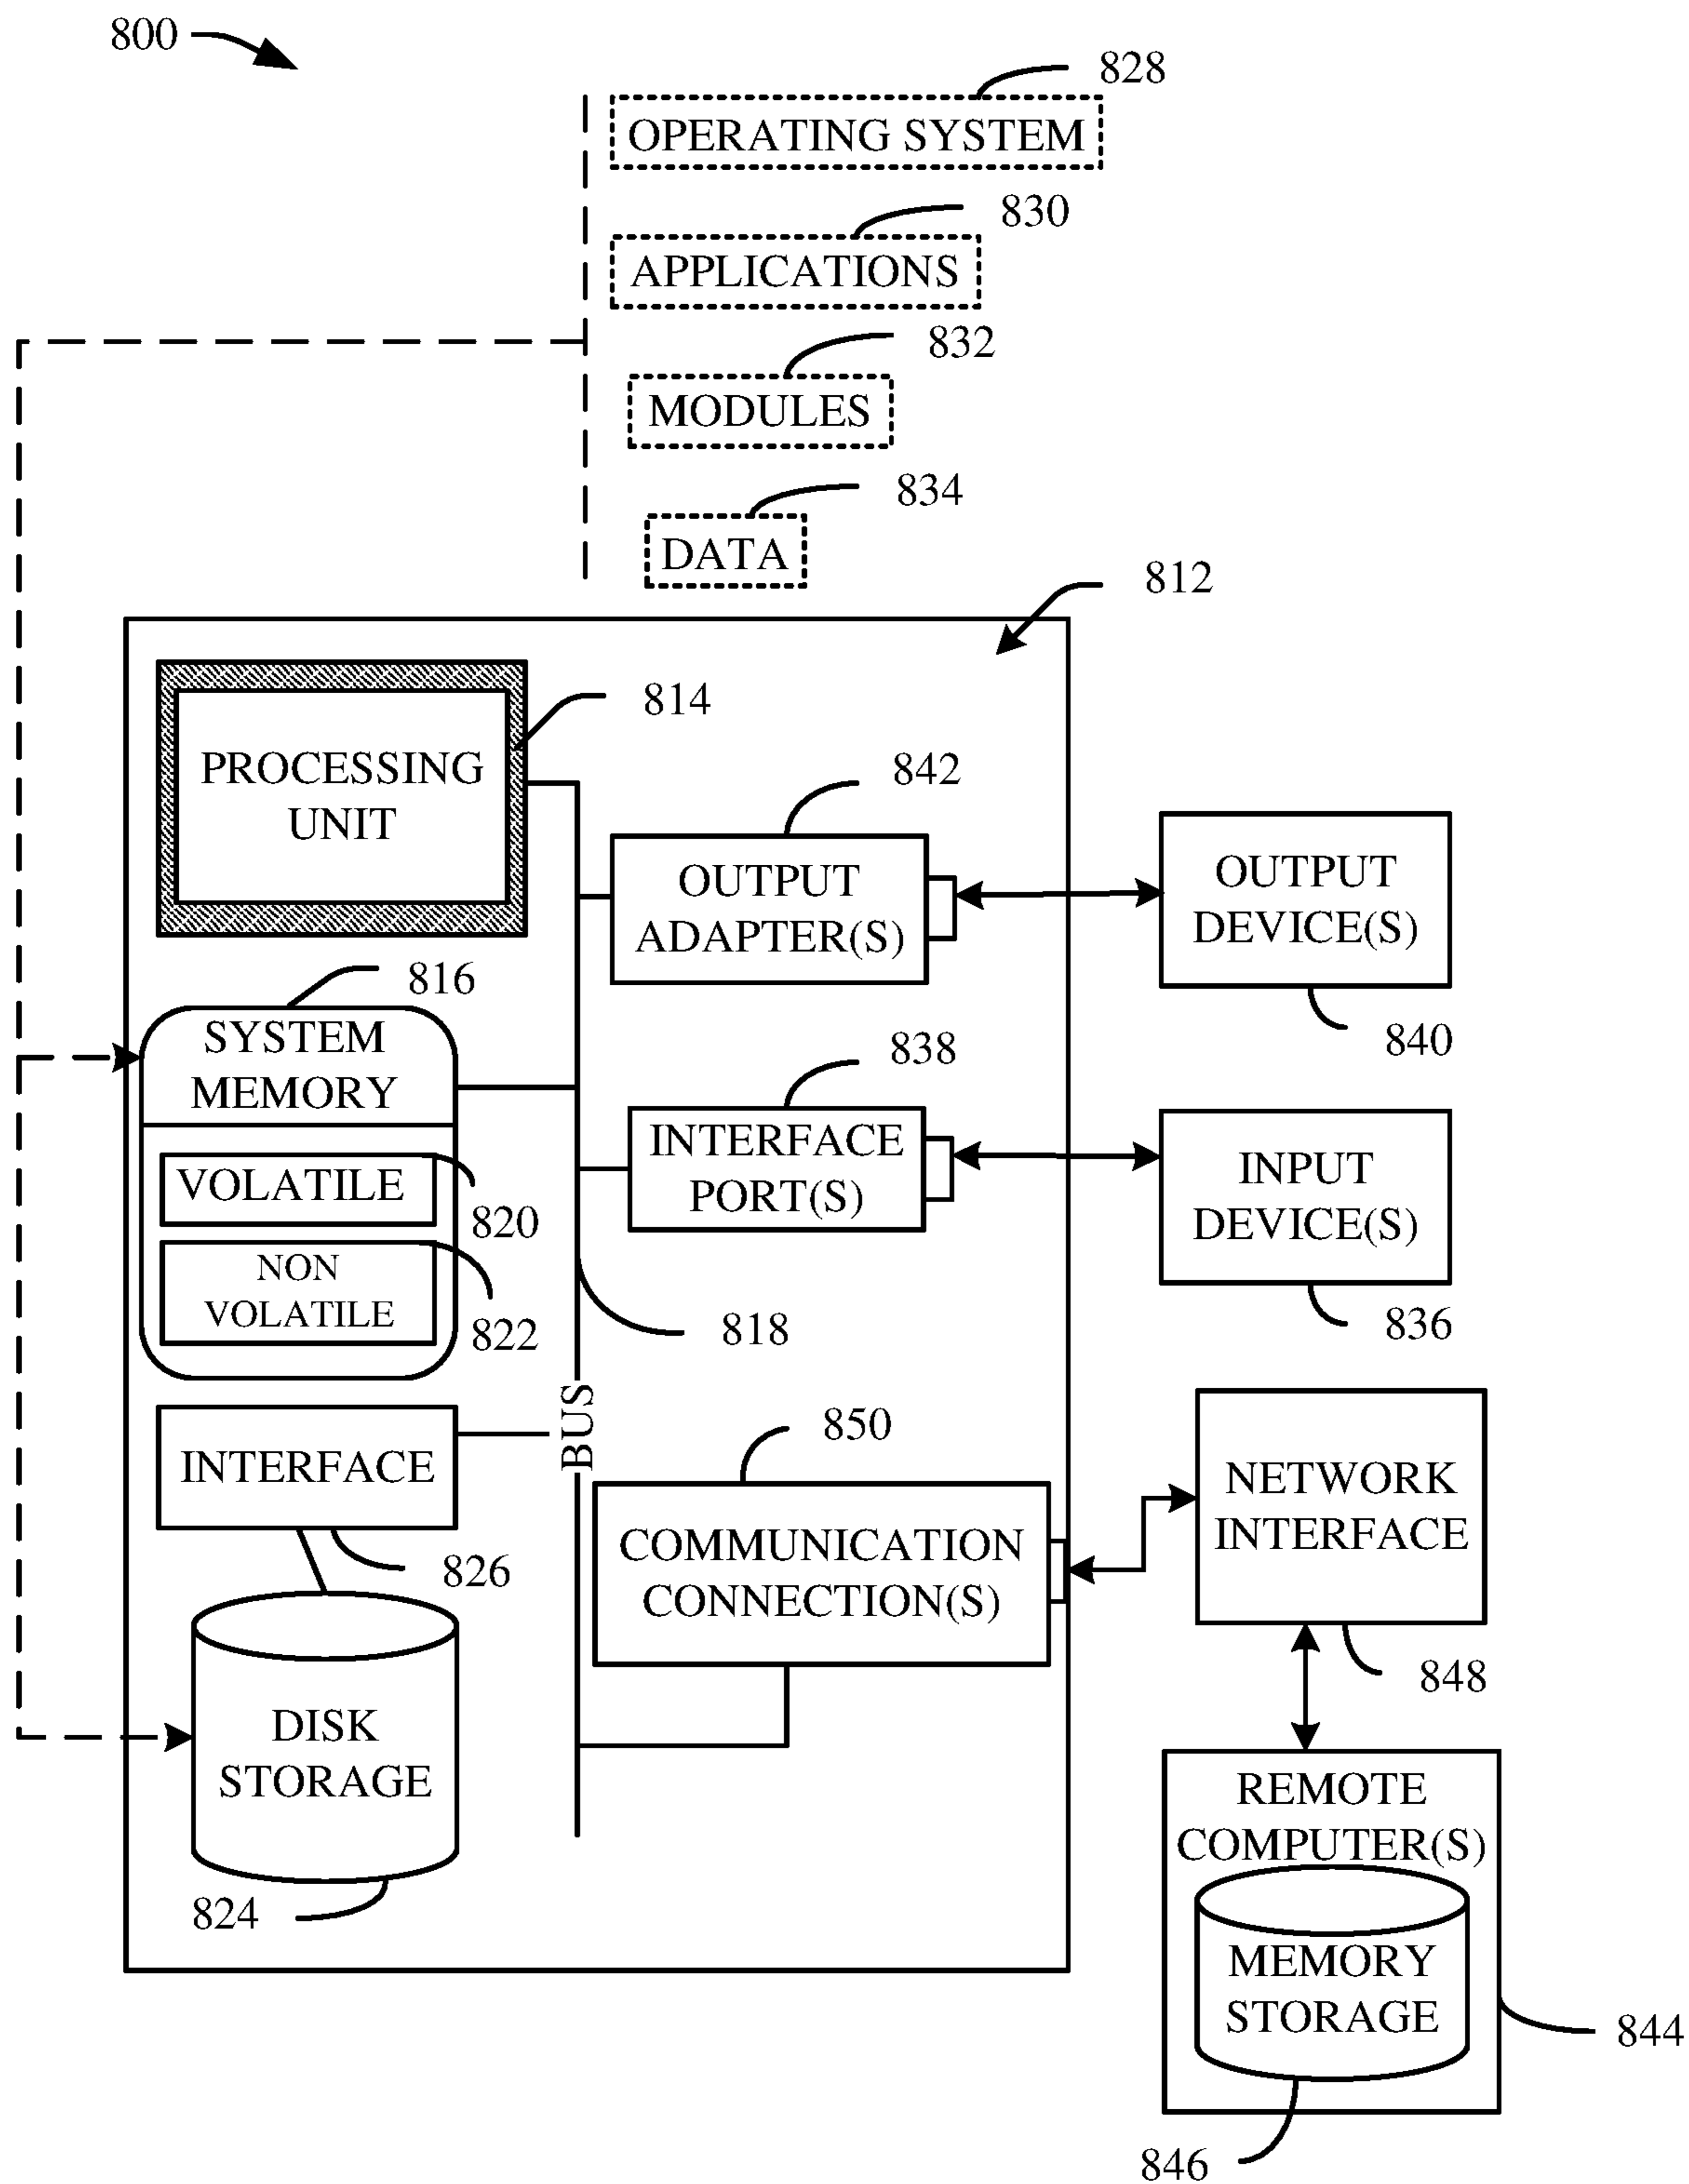 800
828
OPERATING SYSTEM
830
APPLICATIONS
832
MODULES
834
DATA
812
814
PROCESSING
UNIT
842
OUTPUT
ADAPTER(S)
OUTPUT
DEVICE(S)
840
816
SYSTEM
MEMORY
838
INTERFACE
PORT(S)
INPUT
DEVICE(S)
836
VOLATILE
820
NON
VOLATILE
822
818
BUS
INTERFACE
826
850
COMMUNICATION
CONNECTION(S)
NETWORK
INTERFACE
848
DISK
STORAGE
824
REMOTE
COMPUTER(S)
MEMORY
STORAGE
844
846